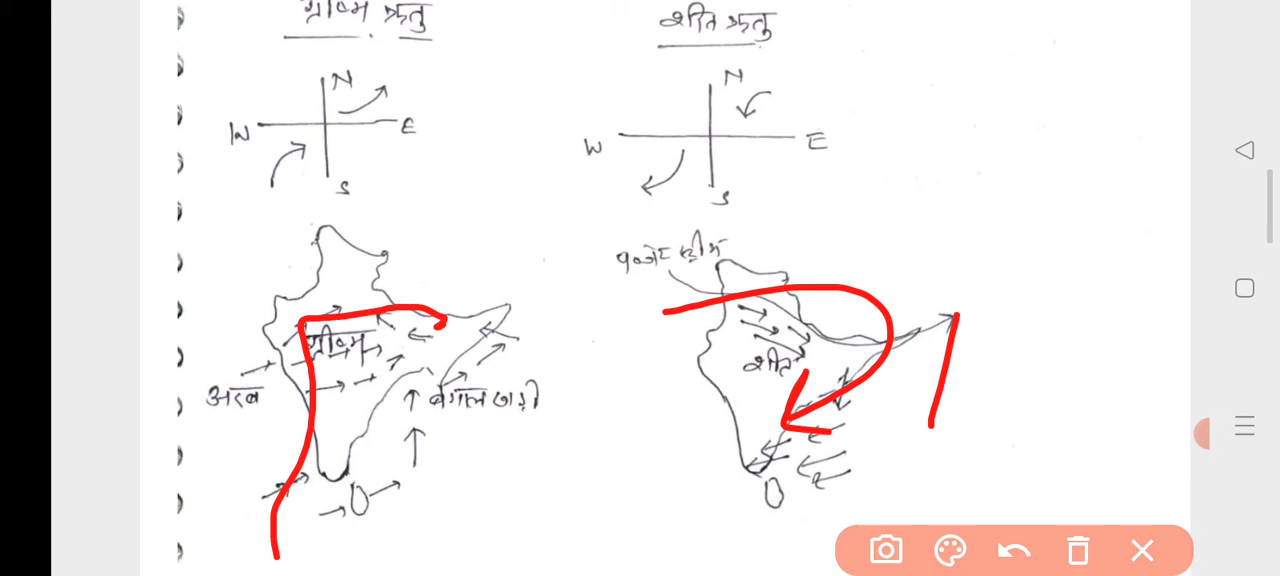 ग्रीष्म ऋतु
शीत ऋतु
N
W E
S
N
W E
S
ग्रीष्म
अरब
बंगाल खाड़ी
शीत